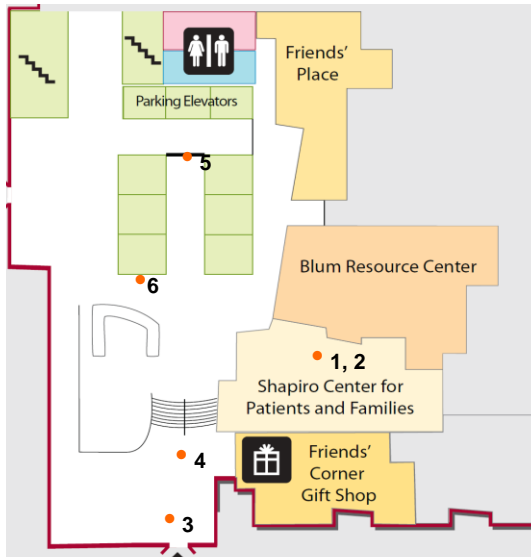 Friends'
Place
Parking Elevators
5
Blum Resource Center
6
1, 2
Shapiro Center for
Patients and Families
4
Friends'
Corner
Gift Shop
3